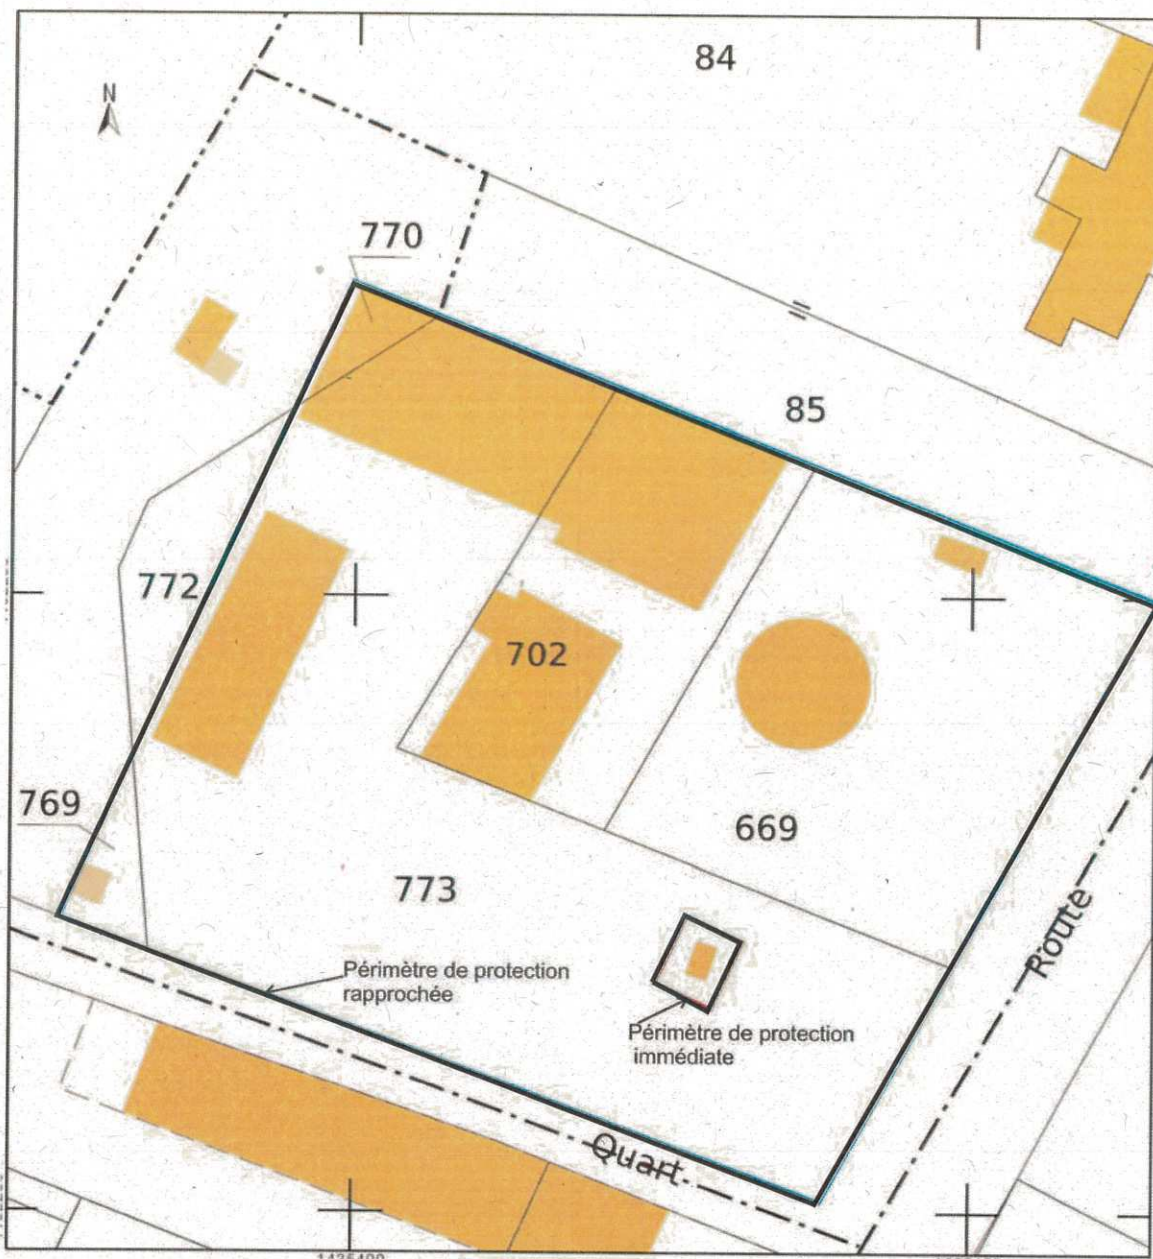 84
N
770
85
772
702
769
669
773
Route
Périmètre de protection
rapprochée
Périmètre de protection
immédiate
Quart